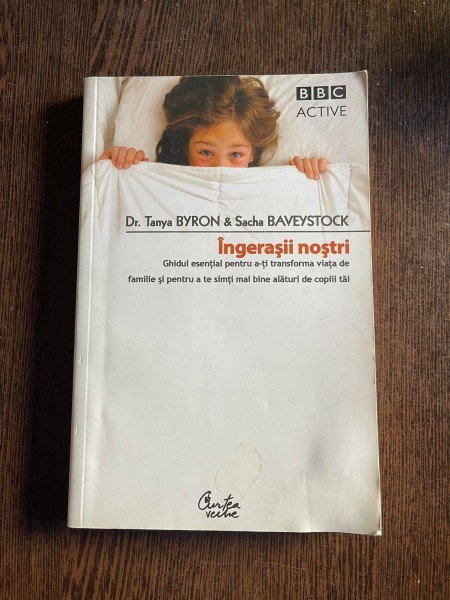 BBC
ACTIVE
Dr. Tanya BYRON & Sacha BAVEYSTOCK
Îngerașii noștri
Ghidul esențial pentru a-ți transforma viața de
familie și pentru a te simți mai bine alături de copiii tăi
Curtea
veche